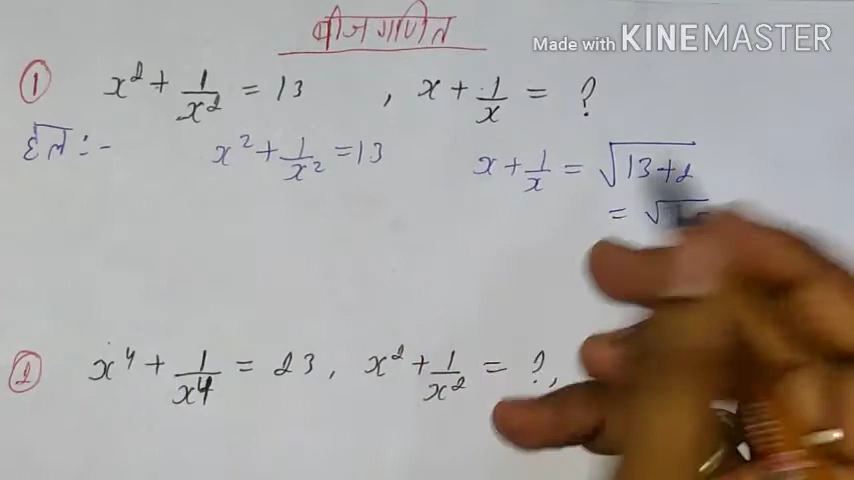 बीजगणित
Made with KINEMASTER
① x² + 1/x² = 13 , x + 1/x = ?
हल :- x² + 1/x² = 13 x + 1/x = √13+2
= √
② x⁴ + 1/x⁴ = 23 , x² + 1/x² = ?,